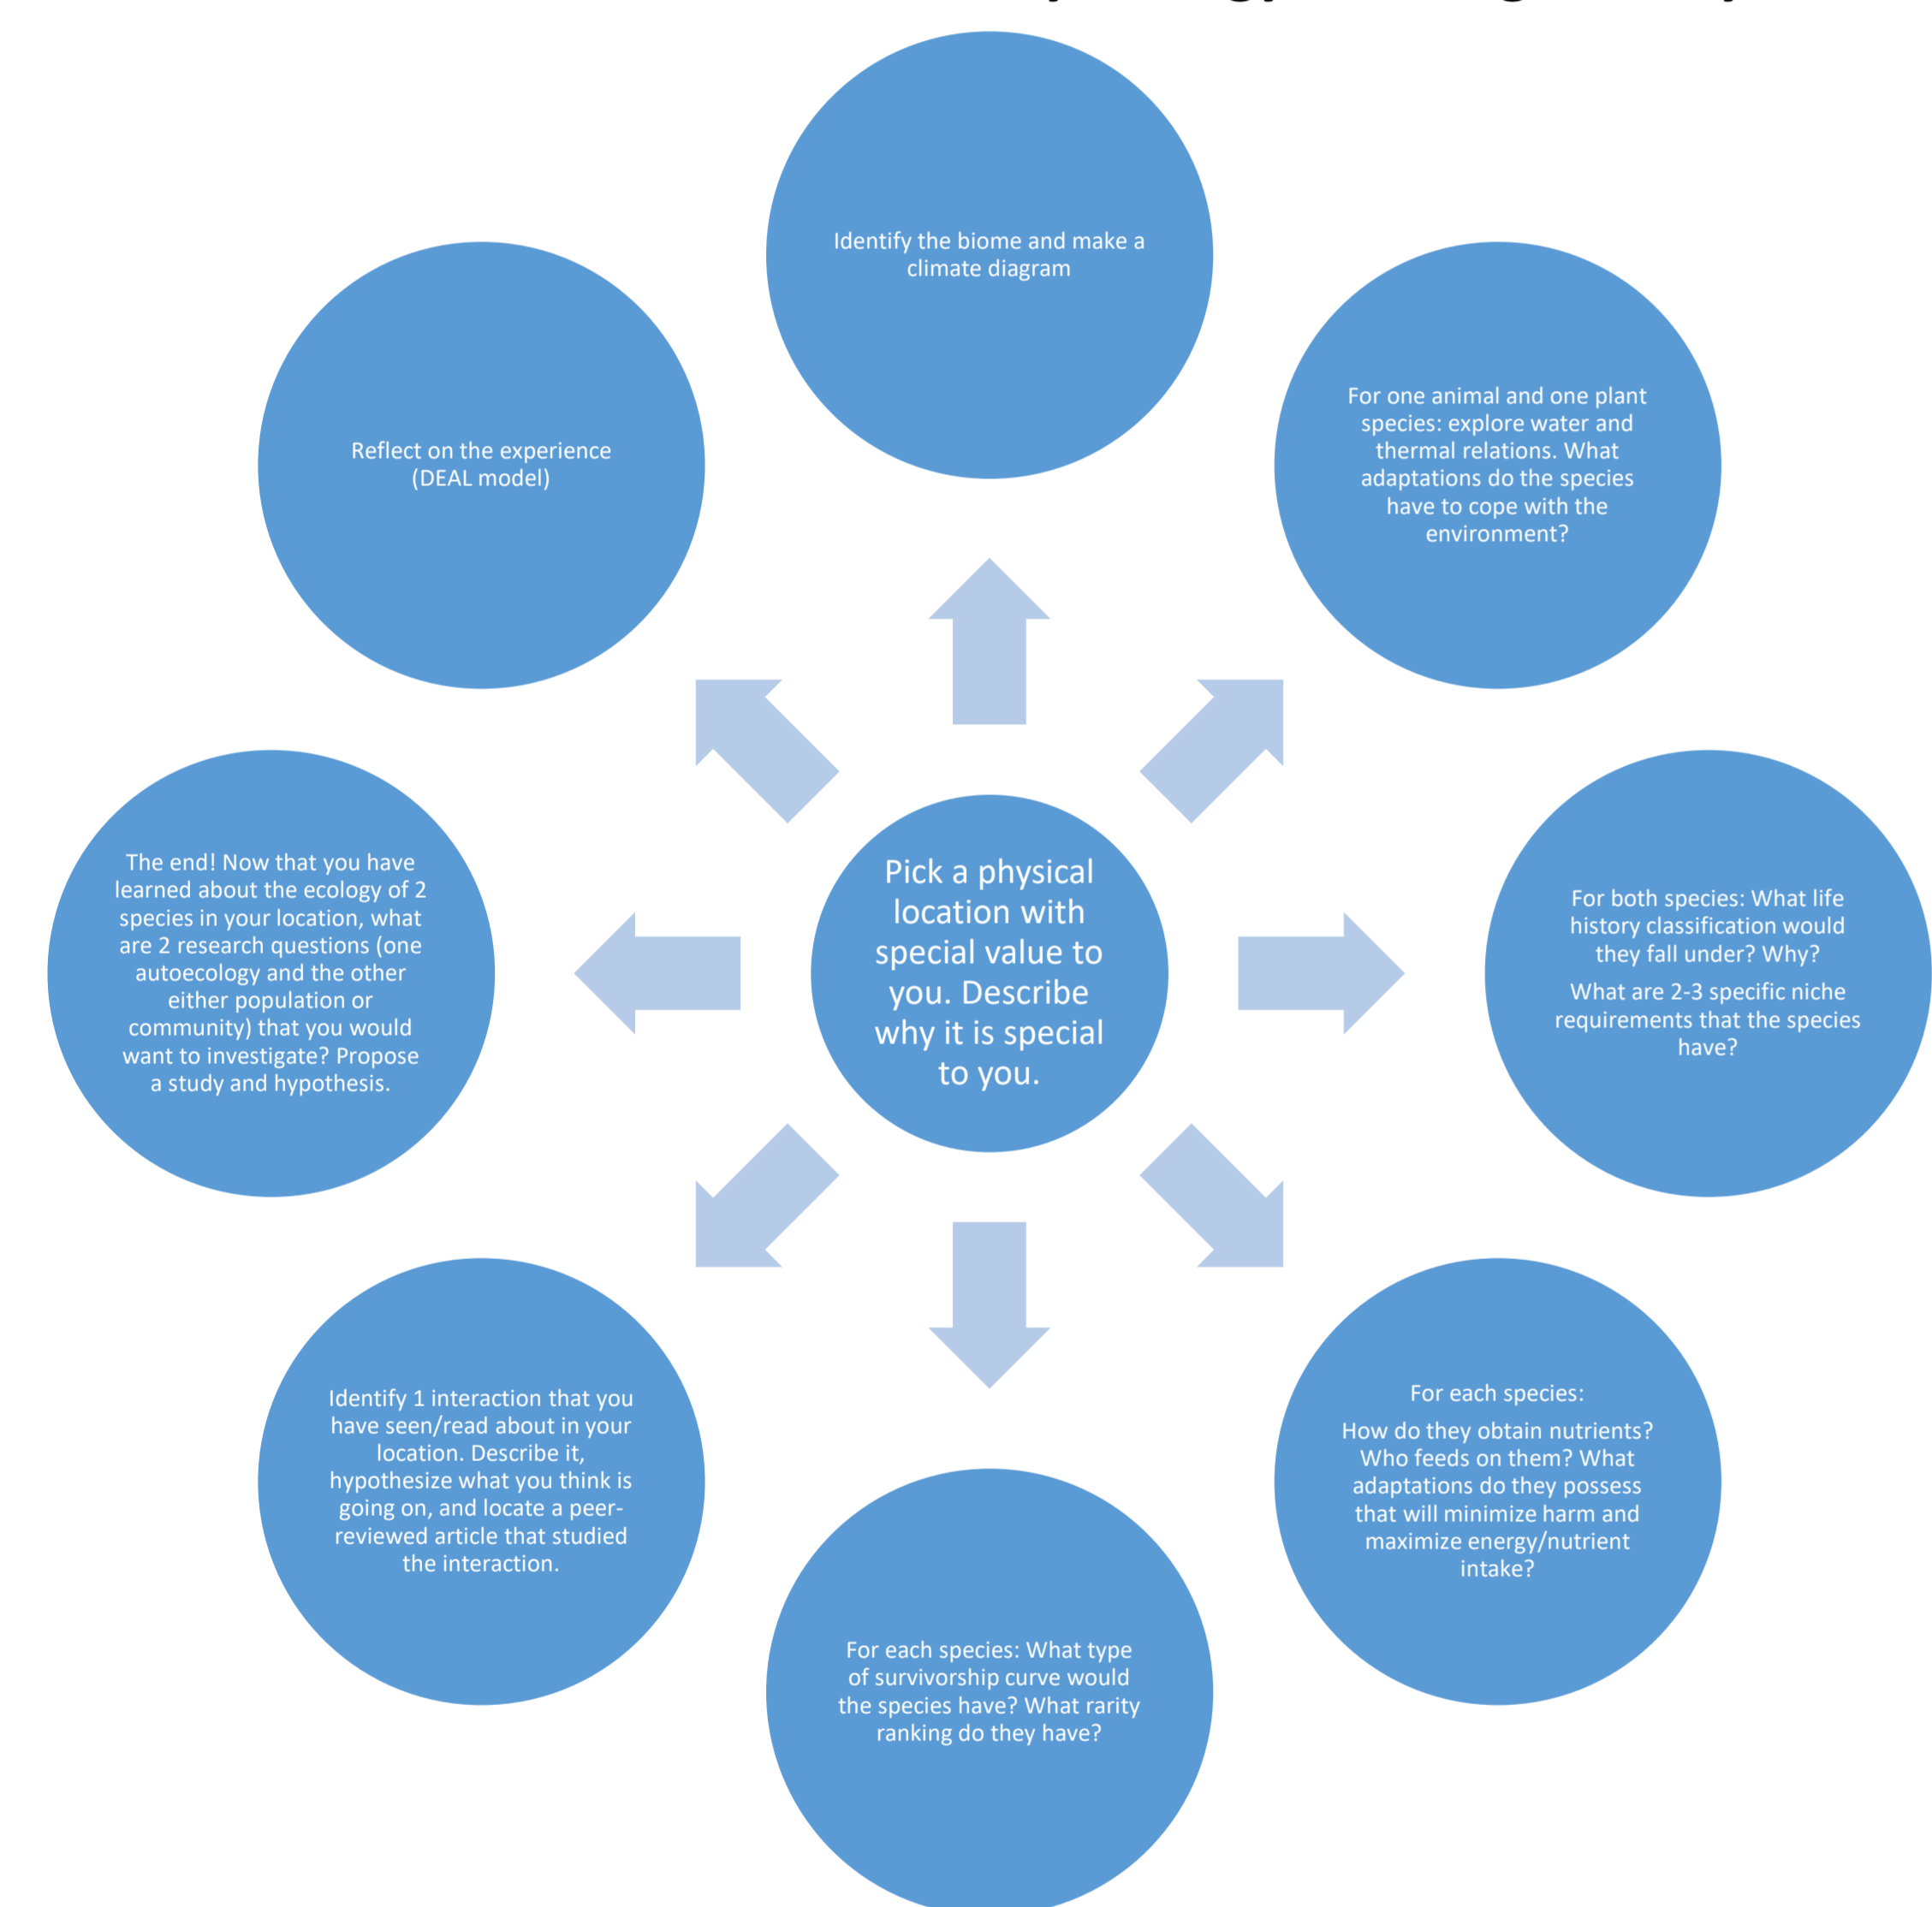 Identify the biome and make a
climate diagram
For one animal and one plant
species: explore water and
thermal relations. What
adaptations do the species
have to cope with the
environment?
For both species: What life
history classification would
they fall under? Why?
What are 2-3 specific niche
requirements that the species
have?
For each species:
How do they obtain nutrients?
Who feeds on them? What
adaptations do they possess
that will minimize harm and
maximize energy/nutrient
intake?
For each species: What type
of survivorship curve would
the species have? What rarity
ranking do they have?
Identify 1 interaction that you
have seen/read about in your
location. Describe it,
hypothesize what you think is
going on, and locate a peer-
reviewed article that studied
the interaction.
The end! Now that you have
learned about the ecology of 2
species in your location, what
are 2 research questions (one
autoecology and the other
either population or
community) that you would
want to investigate? Propose
a study and hypothesis.
Reflect on the experience
(DEAL model)
Pick a physical
location with
special value to
you. Describe
why it is special
to you.